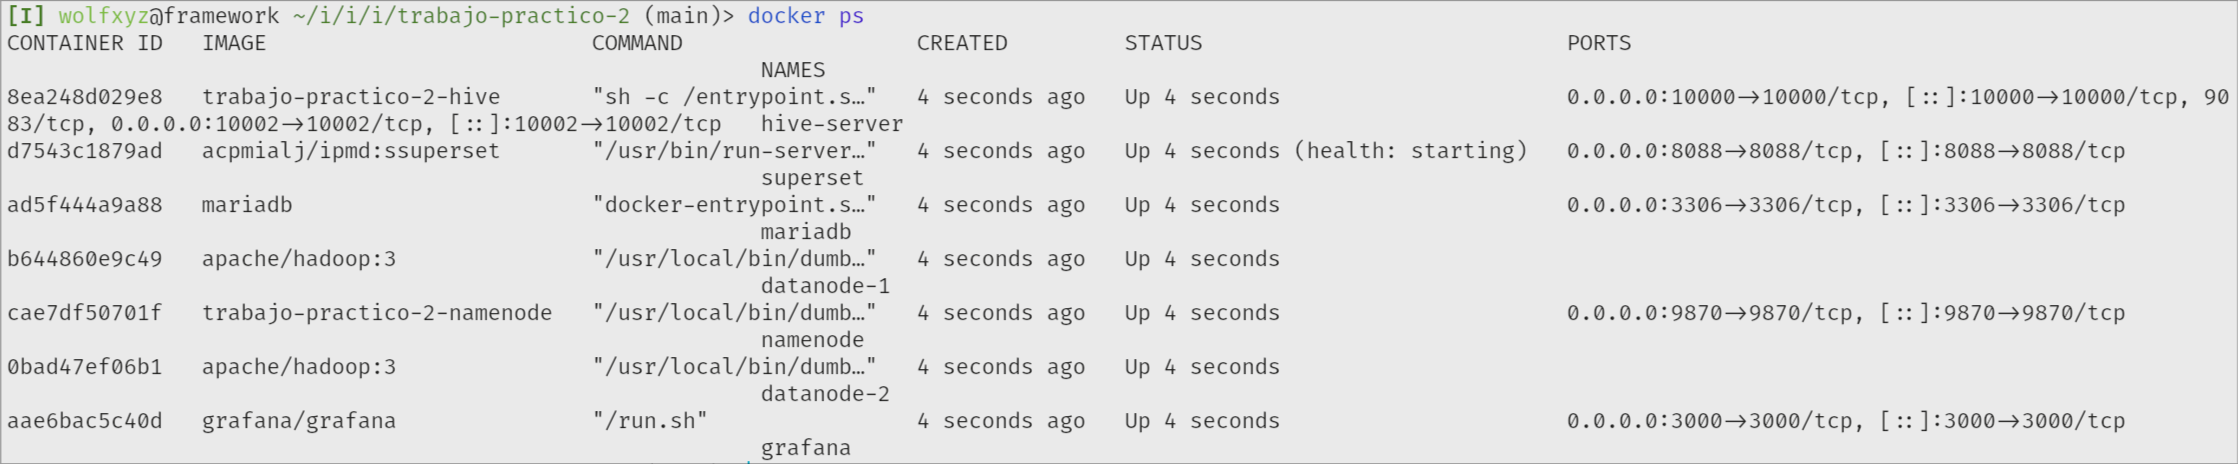 [I] wolfxyz@framework ~/i/i/i/trabajo-practico-2 (main)> docker ps
CONTAINER ID   IMAGE                         COMMAND                  CREATED         STATUS                            PORTS
                                                          NAMES
8ea248d029e8   trabajo-practico-2-hive       "sh -c /entrypoint.s…"   4 seconds ago   Up 4 seconds                      0.0.0.0:10000->10000/tcp, [::]:10000->10000/tcp, 90
83/tcp, 0.0.0.0:10002->10002/tcp, [::]:10002->10002/tcp   hive-server
d7543c1879ad   acpmialj/ipmd:ssuperset       "/usr/bin/run-server…"   4 seconds ago   Up 4 seconds (health: starting)   0.0.0.0:8088->8088/tcp, [::]:8088->8088/tcp
                                                          superset
ad5f444a9a88   mariadb                       "docker-entrypoint.s…"   4 seconds ago   Up 4 seconds                      0.0.0.0:3306->3306/tcp, [::]:3306->3306/tcp
                                                          mariadb
b644860e9c49   apache/hadoop:3               "/usr/local/bin/dumb…"   4 seconds ago   Up 4 seconds
                                                          datanode-1
cae7df50701f   trabajo-practico-2-namenode   "/usr/local/bin/dumb…"   4 seconds ago   Up 4 seconds                      0.0.0.0:9870->9870/tcp, [::]:9870->9870/tcp
                                                          namenode
0bad47ef06b1   apache/hadoop:3               "/usr/local/bin/dumb…"   4 seconds ago   Up 4 seconds
                                                          datanode-2
aae6bac5c40d   grafana/grafana               "/run.sh"                4 seconds ago   Up 4 seconds                      0.0.0.0:3000->3000/tcp, [::]:3000->3000/tcp
                                                          grafana